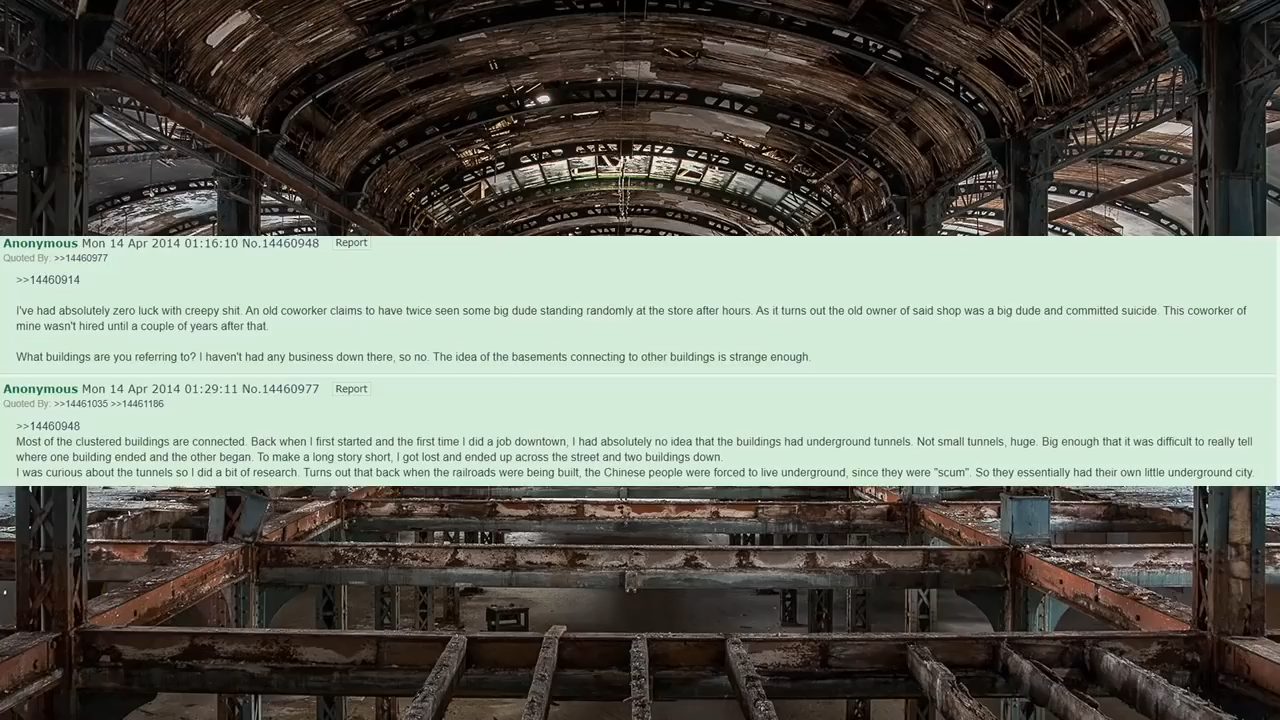 Anonymous Mon 14 Apr 2014 01:16:10 No.14460948 Report
Quoted By: >>14460977
>>14460914
I've had absolutely zero luck with creepy shit. An old coworker claims to have twice seen some big dude standing randomly at the store after hours. As it turns out the old owner of said shop was a big dude and committed suicide. This coworker of
mine wasn't hired until a couple of years after that.
What buildings are you referring to? I haven't had any business down there, so no. The idea of the basements connecting to other buildings is strange enough.
Anonymous Mon 14 Apr 2014 01:29:11 No.14460977 Report
Quoted By: >>14461035 >>14461186
>>14460948
Most of the clustered buildings are connected. Back when I first started and the first time I did a job downtown, I had absolutely no idea that the buildings had underground tunnels. Not small tunnels, huge. Big enough that it was difficult to really tell
where one building ended and the other began. To make a long story short, I got lost and ended up across the street and two buildings down.
I was curious about the tunnels so I did a bit of research. Turns out that back when the railroads were being built, the Chinese people were forced to live underground, since they were "scum". So they essentially had their own little underground city.